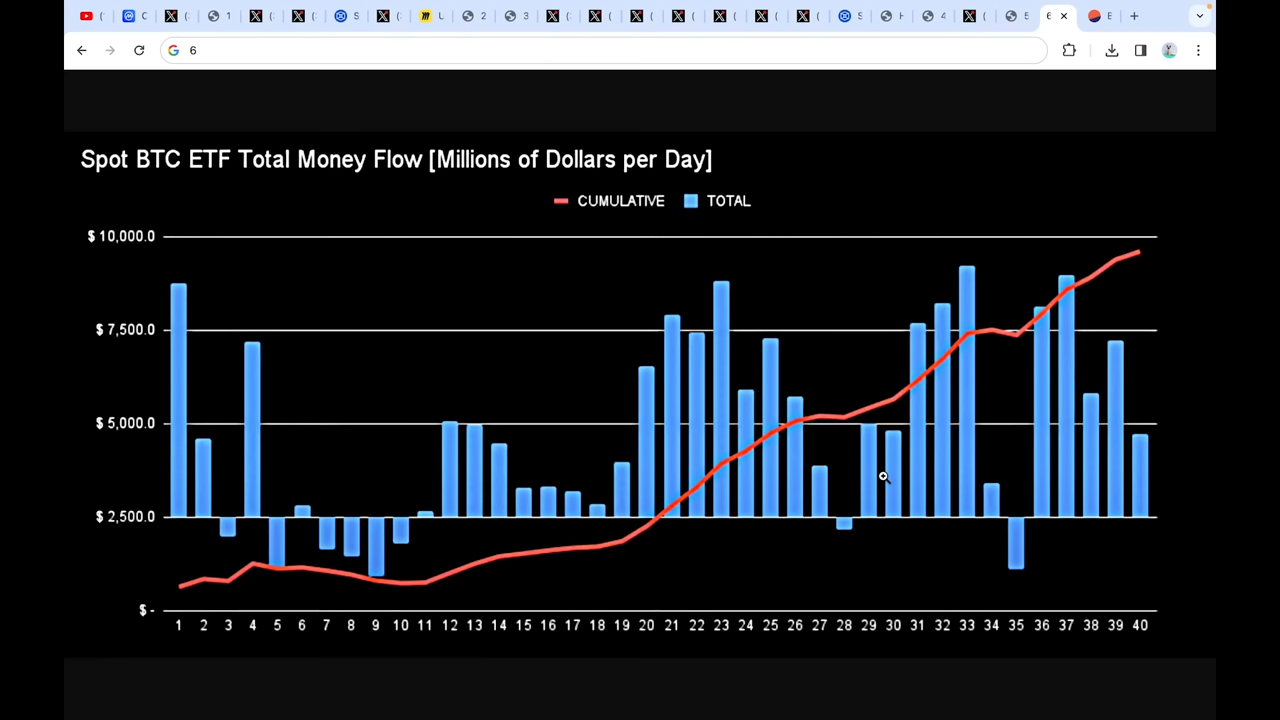 6
Spot BTC ETF Total Money Flow [Millions of Dollars per Day]
CUMULATIVE TOTAL
$ 10,000.0
$ 7,500.0
$ 5,000.0
$ 2,500.0
$ -
1 2 3 4 5 6 7 8 9 10 11 12 13 14 15 16 17 18 19 20 21 22 23 24 25 26 27 28 29 30 31 32 33 34 35 36 37 38 39 40